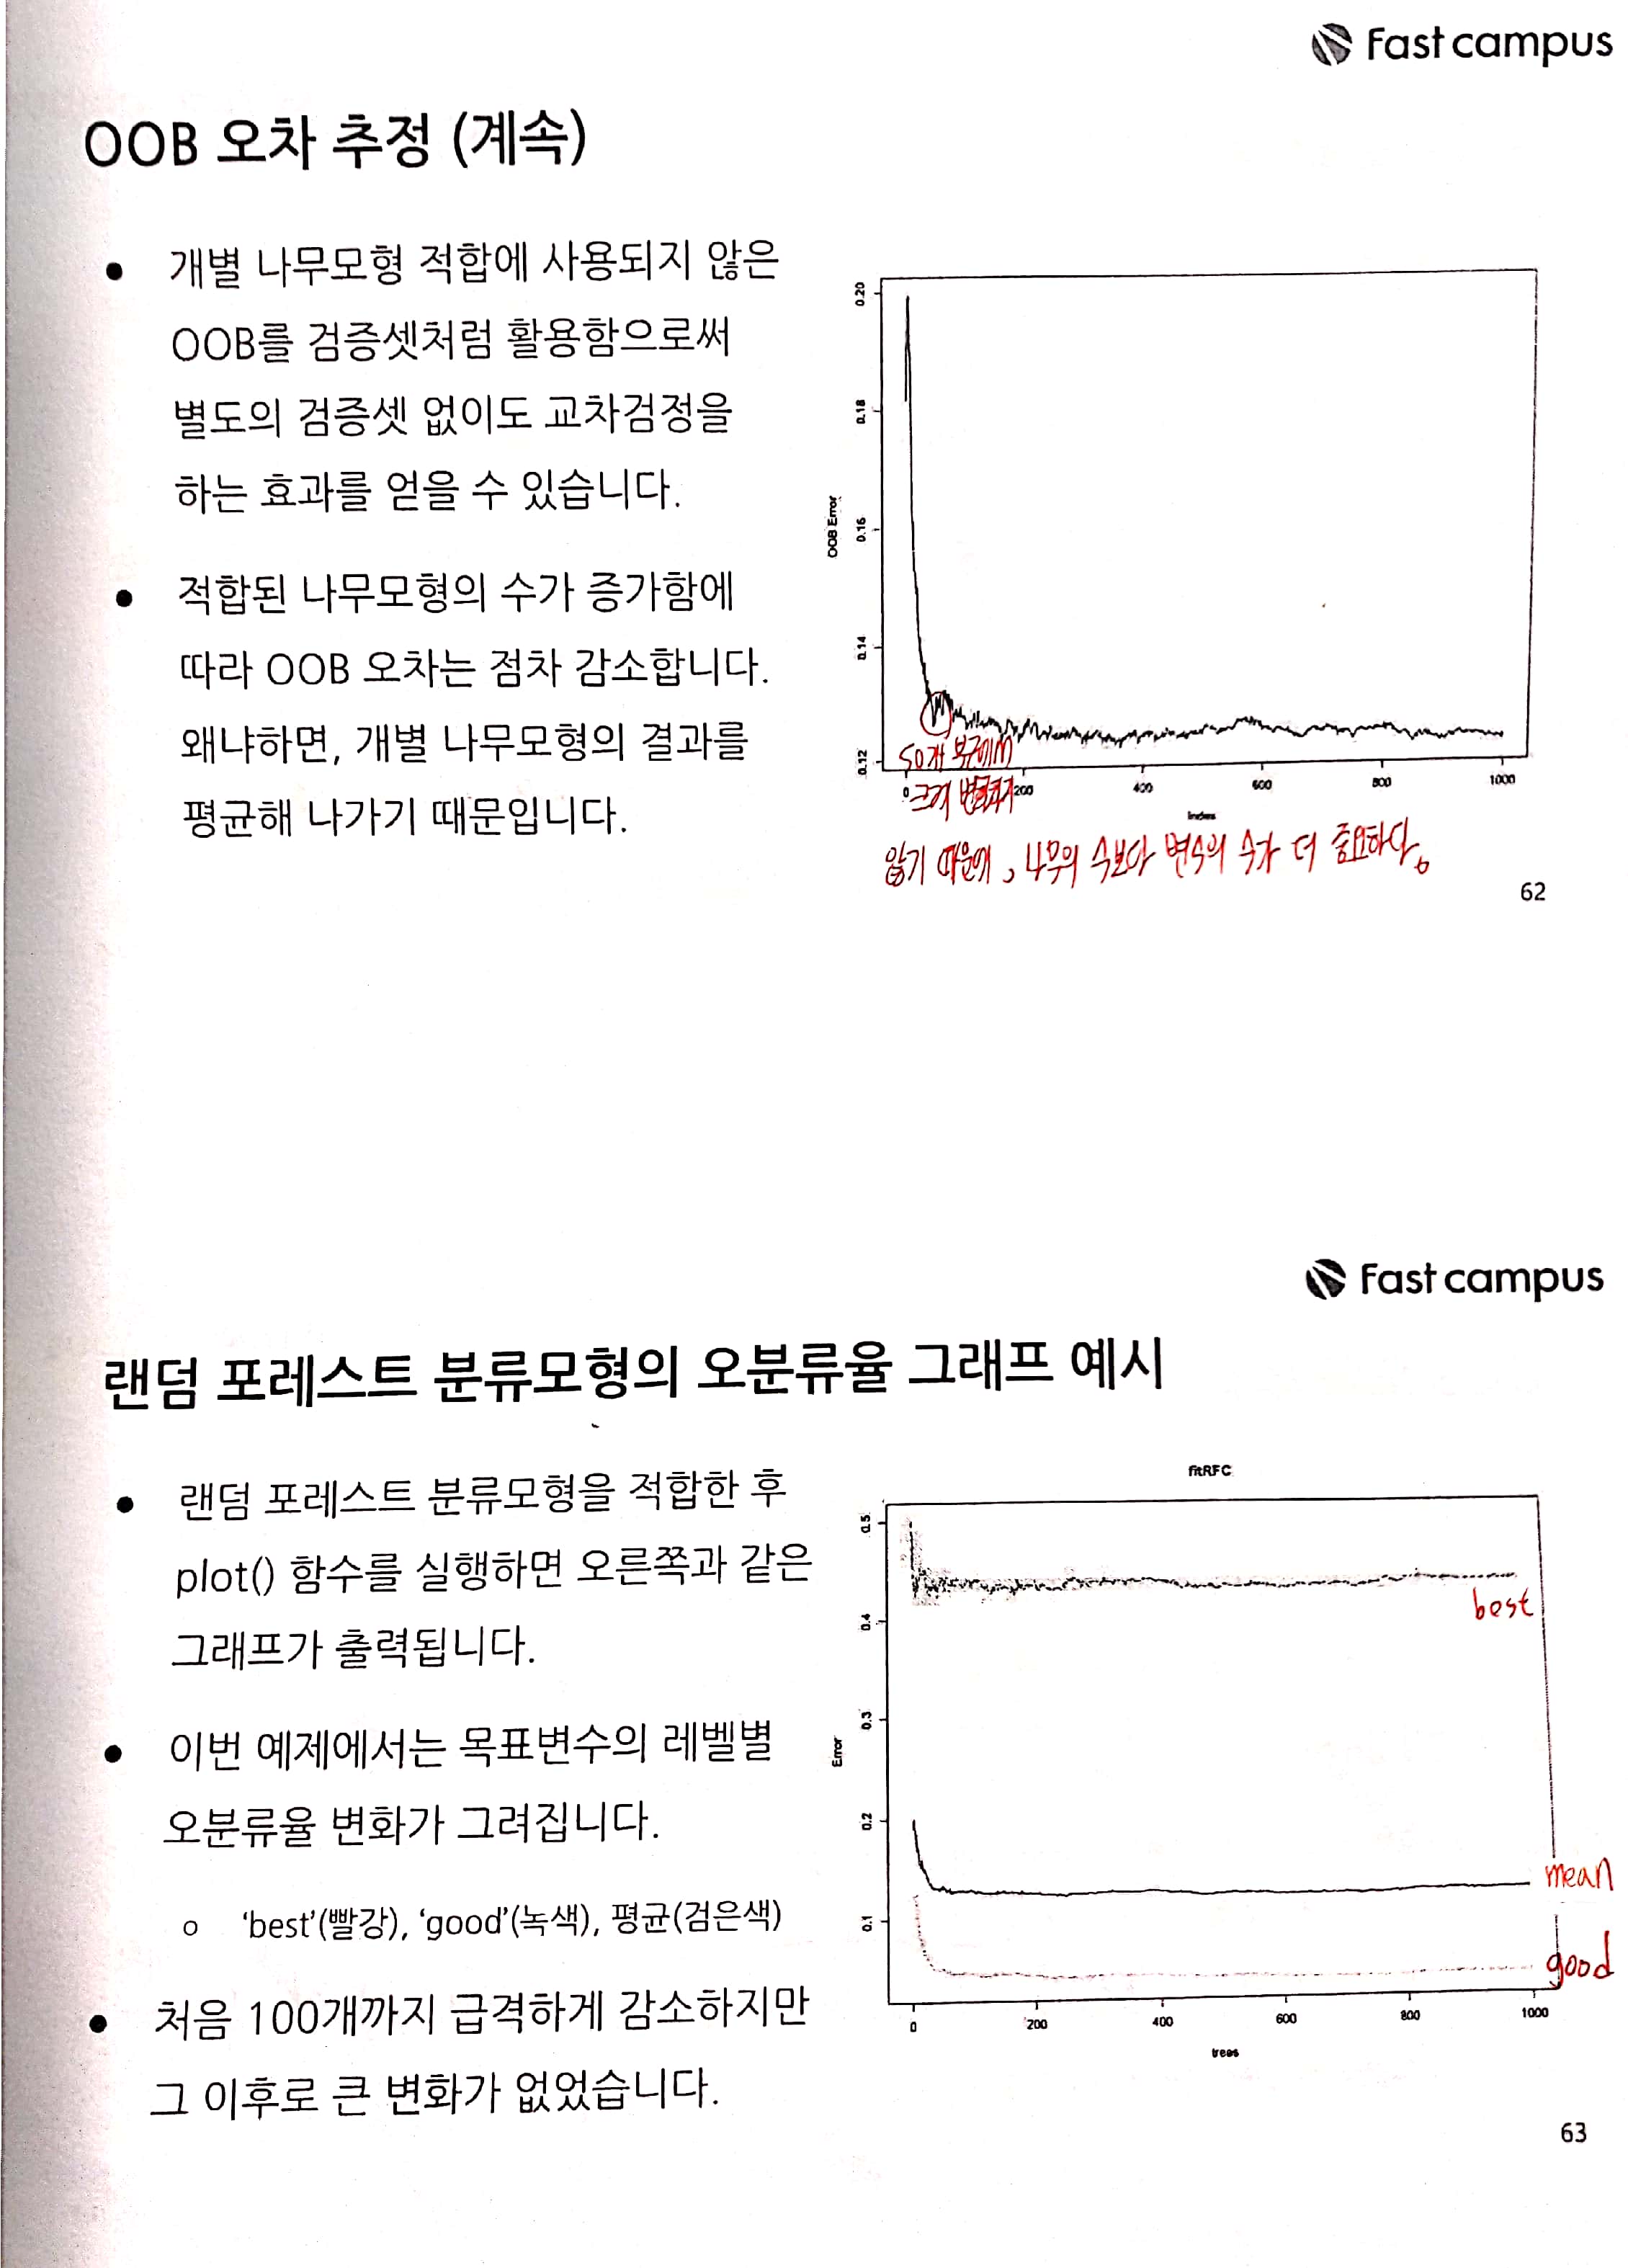 Fast campus
OOB 오차 추정 (계속)
● 개별 나무모형 적합에 사용되지 않은
OOB를 검증셋처럼 활용함으로써
별도의 검증셋 없이도 교차검정을
하는 효과를 얻을 수 있습니다.
● 적합된 나무모형의 수가 증가함에
따라 OOB 오차는 점차 감소합니다.
왜냐하면, 개별 나무모형의 결과를
평균해 나가기 때문입니다.
OOB Error
0.20
0.18
0.16
0.14
0.12
0 200 400 600 800 1000
Index
50개 부근에서
크게
않기 때문에, 나무의 수보다 변수의 수가 더 중요하다.
62
Fast campus
랜덤 포레스트 분류모형의 오분류율 그래프 예시
● 랜덤 포레스트 분류모형을 적합한 후
plot() 함수를 실행하면 오른쪽과 같은
그래프가 출력됩니다.
● 이번 예제에서는 목표변수의 레벨별
오분류율 변화가 그려집니다.
o ‘best’(빨강), ‘good’(녹색), 평균(검은색)
● 처음 100개까지 급격하게 감소하지만
그 이후로 큰 변화가 없었습니다.
fitRFC
Error
0.5
0.4
0.3
0.2
0.1
best
mean
good
0 200 400 600 800 1000
trees
63